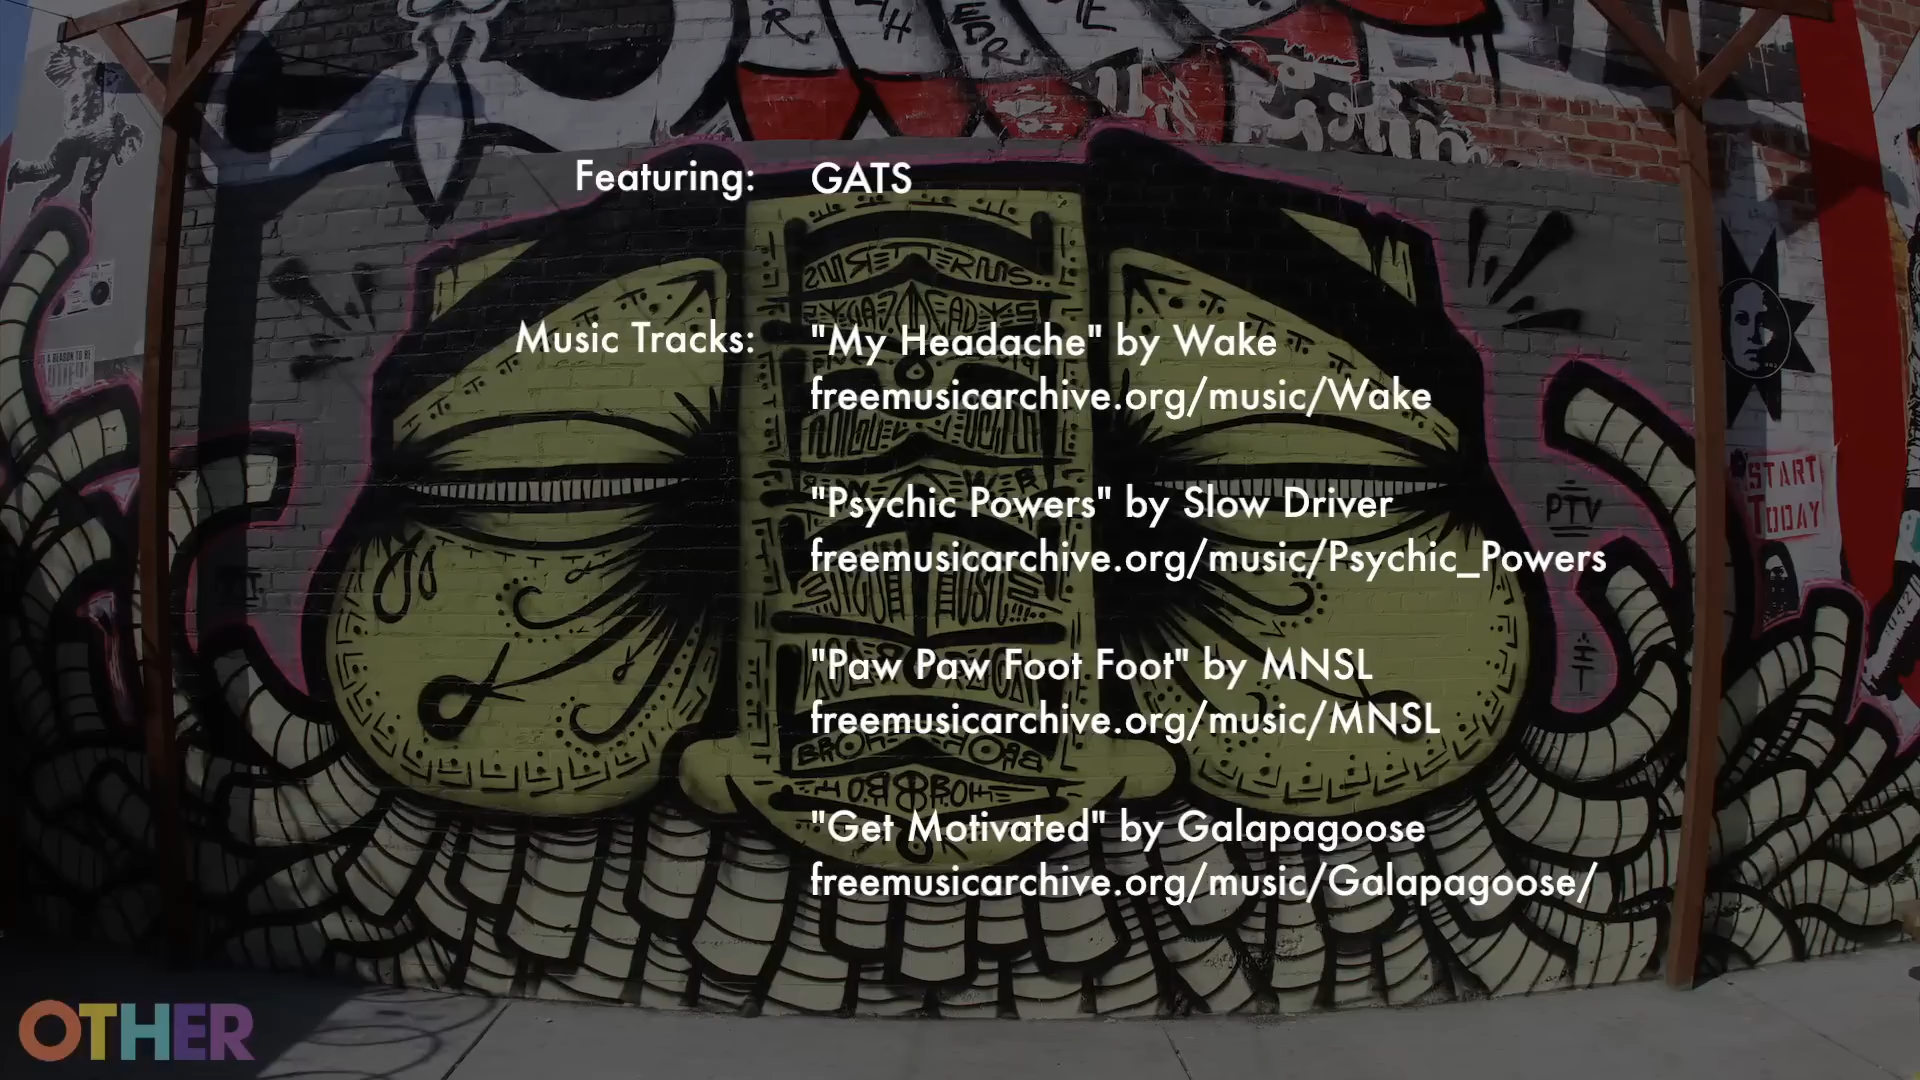 Featuring: GATS
Music Tracks: "My Headache" by Wake
freemusicarchive.org/music/Wake
"Psychic Powers" by Slow Driver
freemusicarchive.org/music/Psychic_Powers
"Paw Paw Foot Foot" by MNSL
freemusicarchive.org/music/MNSL
"Get Motivated" by Galapagoose
freemusicarchive.org/music/Galapagoose/
START
TODAY
PTV
OTHER